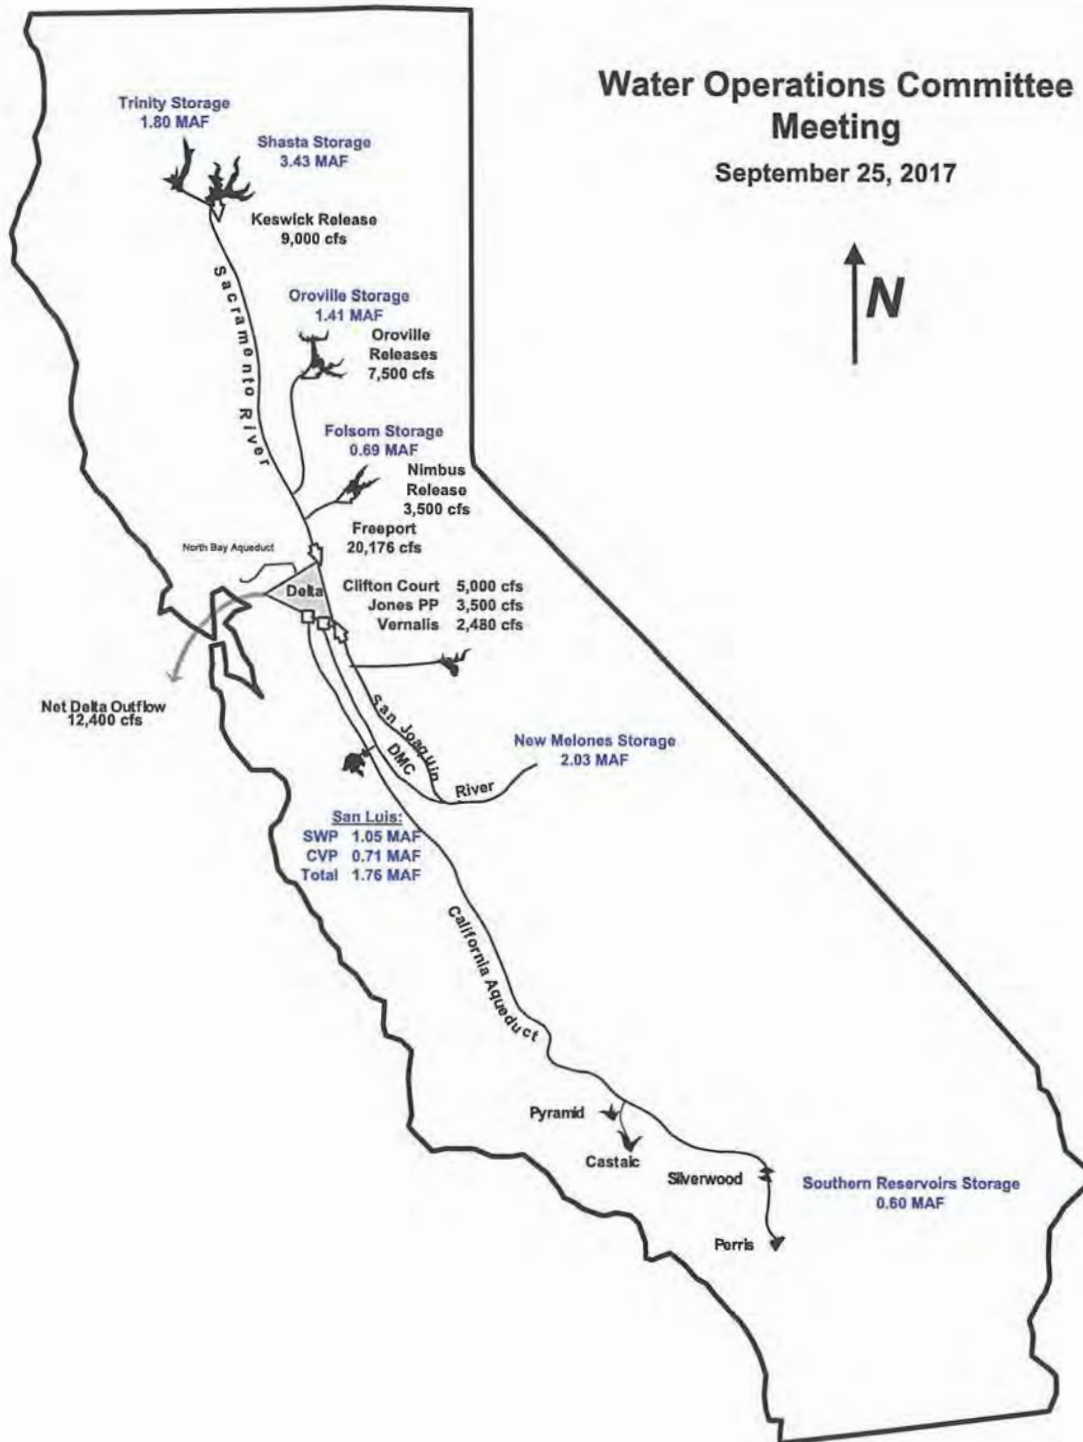 Water Operations Committee
Meeting
September 25, 2017
Trinity Storage
1.80 MAF
Shasta Storage
3.43 MAF
Keswick Release
9,000 cfs
N
Sacramento River
Oroville Storage
1.41 MAF
Oroville
Releases
7,500 cfs
Folsom Storage
0.69 MAF
Nimbus
Release
3,500 cfs
Freeport
20,176 cfs
North Bay Aqueduct
Delta
Clifton Court 5,000 cfs
Jones PP 3,500 cfs
Vernalis 2,480 cfs
Net Delta Outflow
12,400 cfs
San Joaquin
River
DMC
New Melones Storage
2.03 MAF
San Luis:
SWP 1.05 MAF
CVP 0.71 MAF
Total 1.76 MAF
California Aqueduct
Pyramid
Castaic
Silverwood
Southern Reservoirs Storage
0.60 MAF
Perris